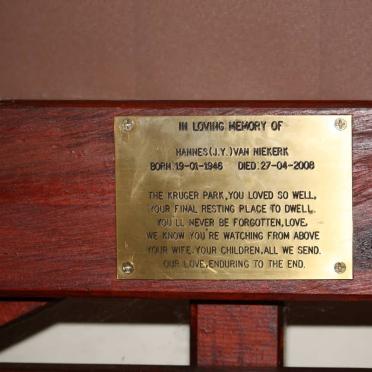 IN LOVING MEMORY OF
HANNES(J.Y.)VAN NIEKERK
BORN.19-01-1946 DIED.27-04-2008
THE KRUGER PARK,YOU LOVED SO WELL,
YOUR FINAL RESTING PLACE TO DWELL.
YOU'LL NEVER BE FORGOTTEN,LOVE,
WE KNOW YOU'RE WATCHING FROM ABOVE
YOUR WIFE,YOUR CHILDREN,ALL WE SEND.
OUR LOVE,ENDURING TO THE END.